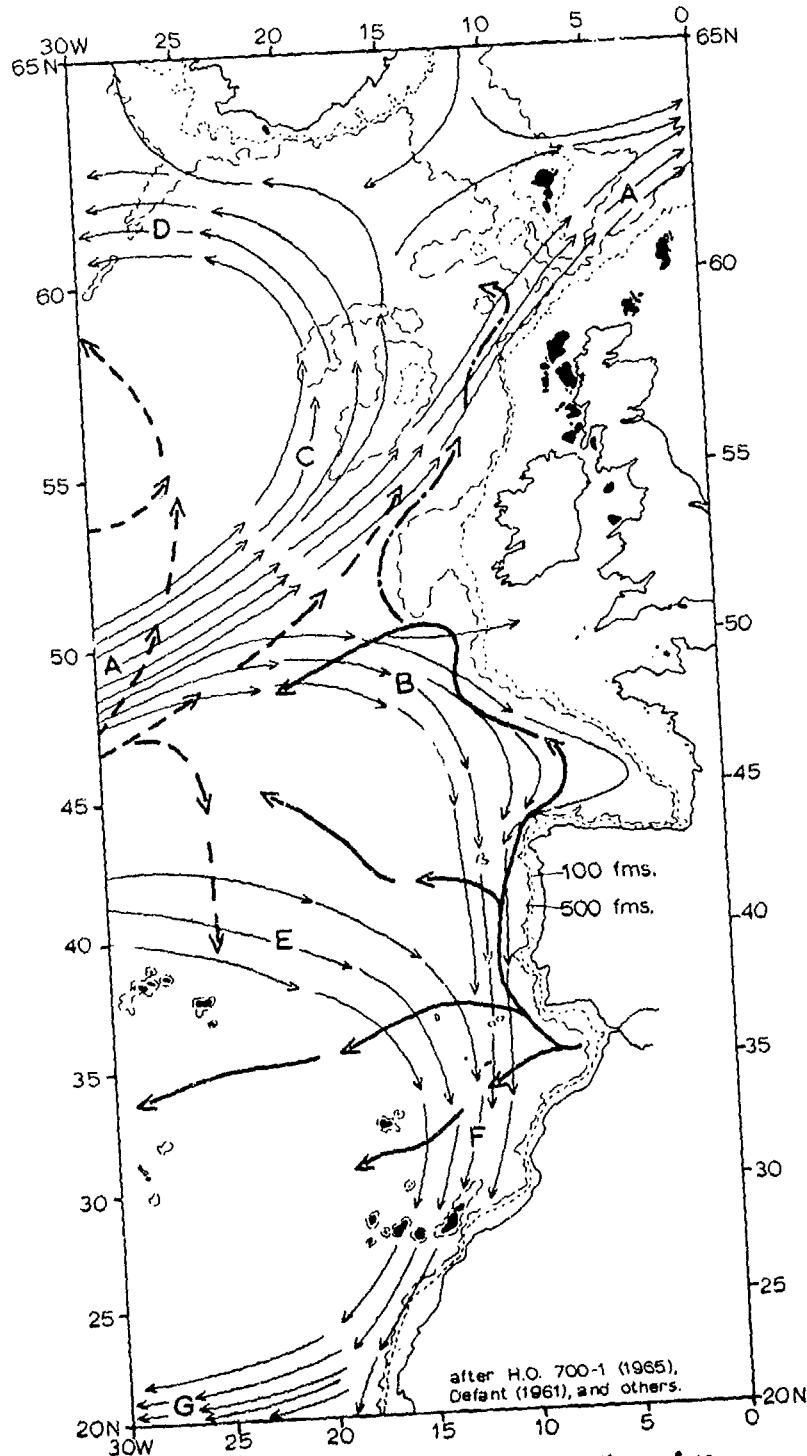 30W 25 20 15 10 5 0
65N 65N
A
D
60 60
C
55 55
50 50
A
B
45 45
100 fms.
500 fms.
40 40
E
35 35
F
30 30
25 25
after H.O. 700-1 (1965),
Defant (1961), and others.
G
20N 20N
30W 25 20 15 10 5 0